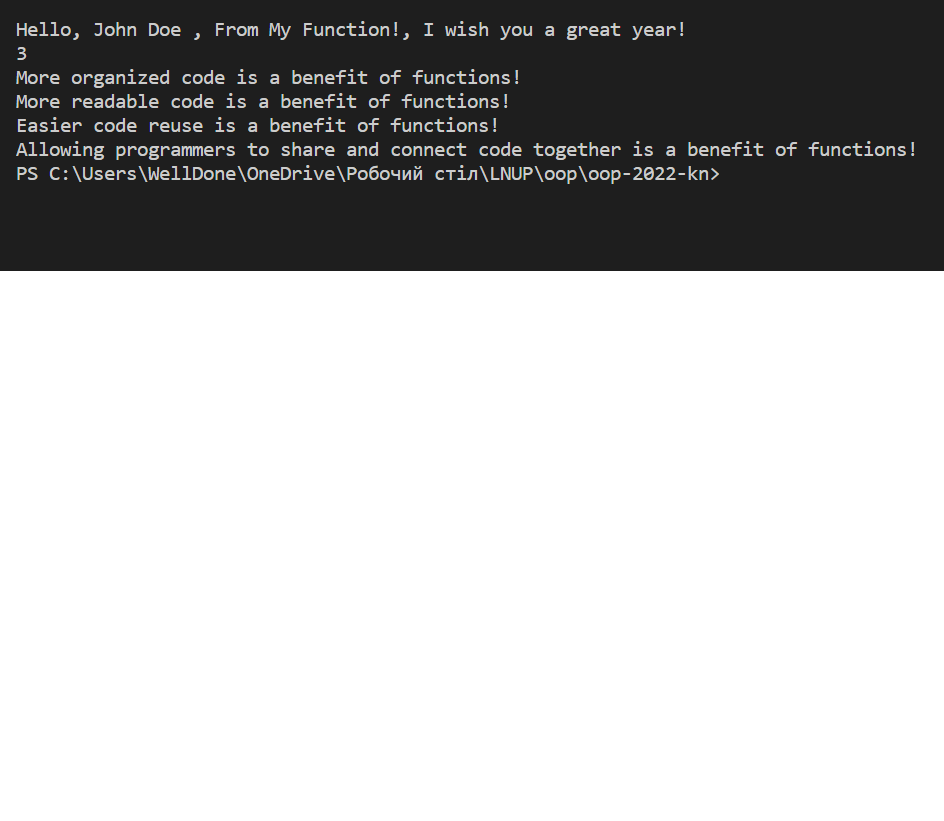 Hello, John Doe , From My Function!, I wish you a great year!
3
More organized code is a benefit of functions!
More readable code is a benefit of functions!
Easier code reuse is a benefit of functions!
Allowing programmers to share and connect code together is a benefit of functions!
PS C:\Users\WellDone\OneDrive\Робочий стіл\LNUP\oop\oop-2022-kn>